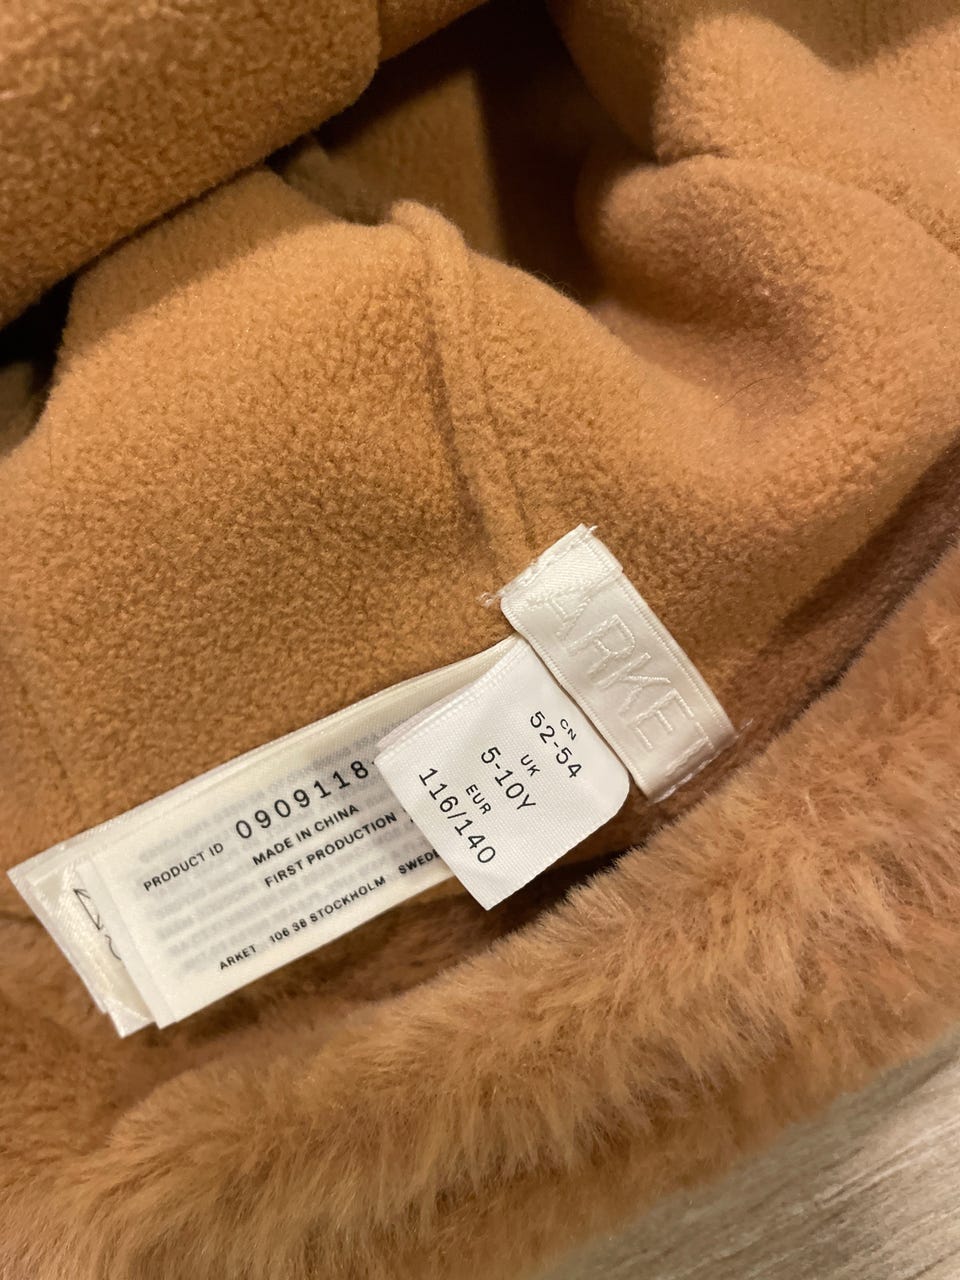 ARKET
CN
52-54
UK
5-10Y
EUR
116/140
PRODUCT ID 0909118
MADE IN CHINA
FIRST PRODUCTION
ARKET 106 38 STOCKHOLM